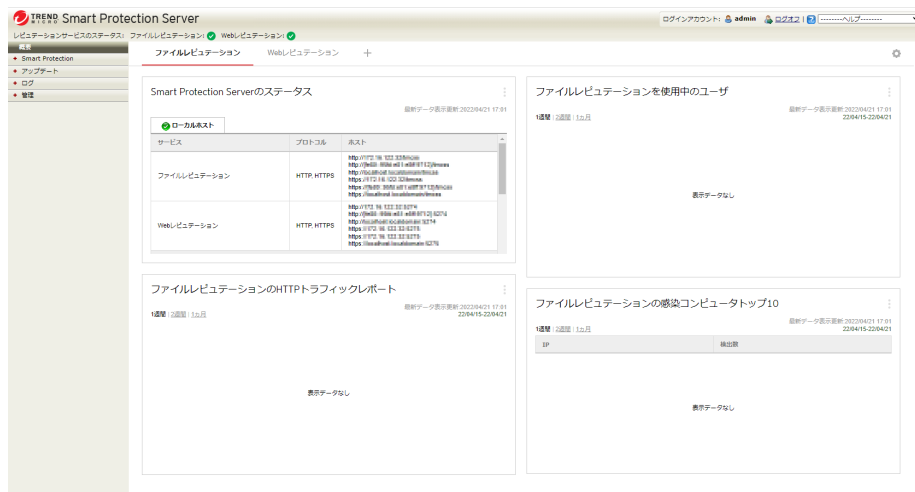 TREND MICRO Smart Protection Server
ログインアカウント: admin ログオフ --------ヘルプ--------
レピュテーションサービスのステータス: ファイルレピュテーション: Webレピュテーション:
概要
Smart Protection
アップデート
ログ
管理
ファイルレピュテーション Webレピュテーション +
Smart Protection Serverのステータス
最新データ表示更新:2022/04/21 17:01
ローカルホスト
サービス プロトコル ホスト
ファイルレピュテーション HTTP, HTTPS
Webレピュテーション HTTP, HTTPS
ファイルレピュテーションを使用中のユーザ
最新データ表示更新:2022/04/21 17:01
1週間 | 2週間 | 1カ月 22/04/15-22/04/21
表示データなし
ファイルレピュテーションのHTTPトラフィックレポート
最新データ表示更新:2022/04/21 17:01
1週間 | 2週間 | 1カ月 22/04/15-22/04/21
表示データなし
ファイルレピュテーションの感染コンピュータトップ10
最新データ表示更新:2022/04/21 17:01
1週間 | 2週間 | 1カ月 22/04/15-22/04/21
IP 検出数
表示データなし